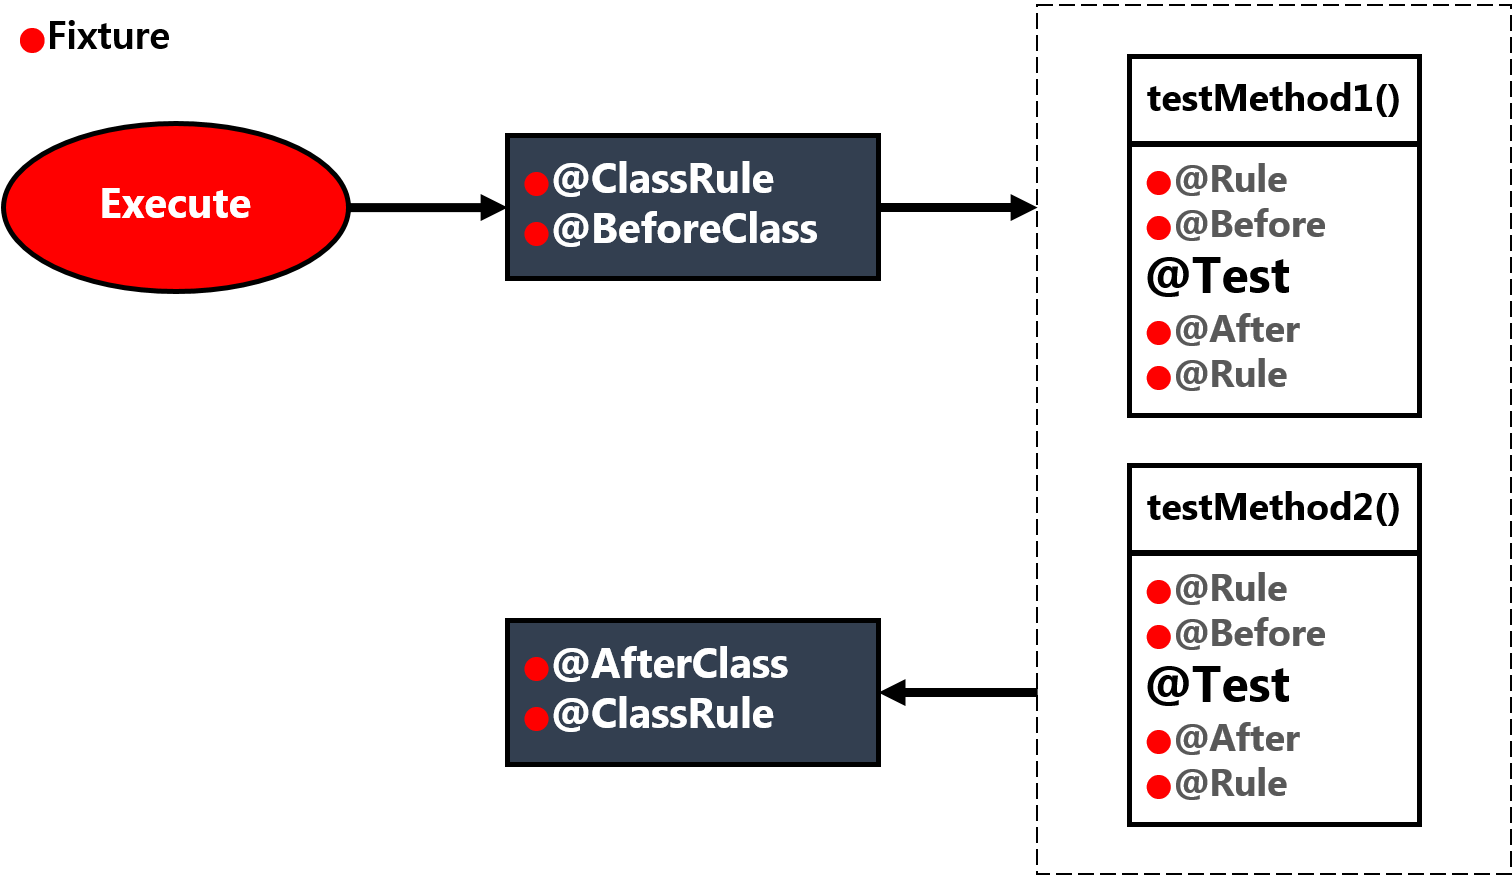 Fixture
Execute
@ClassRule
@BeforeClass
testMethod1()
@Rule
@Before
@Test
@After
@Rule
testMethod2()
@Rule
@Before
@Test
@After
@Rule
@AfterClass
@ClassRule